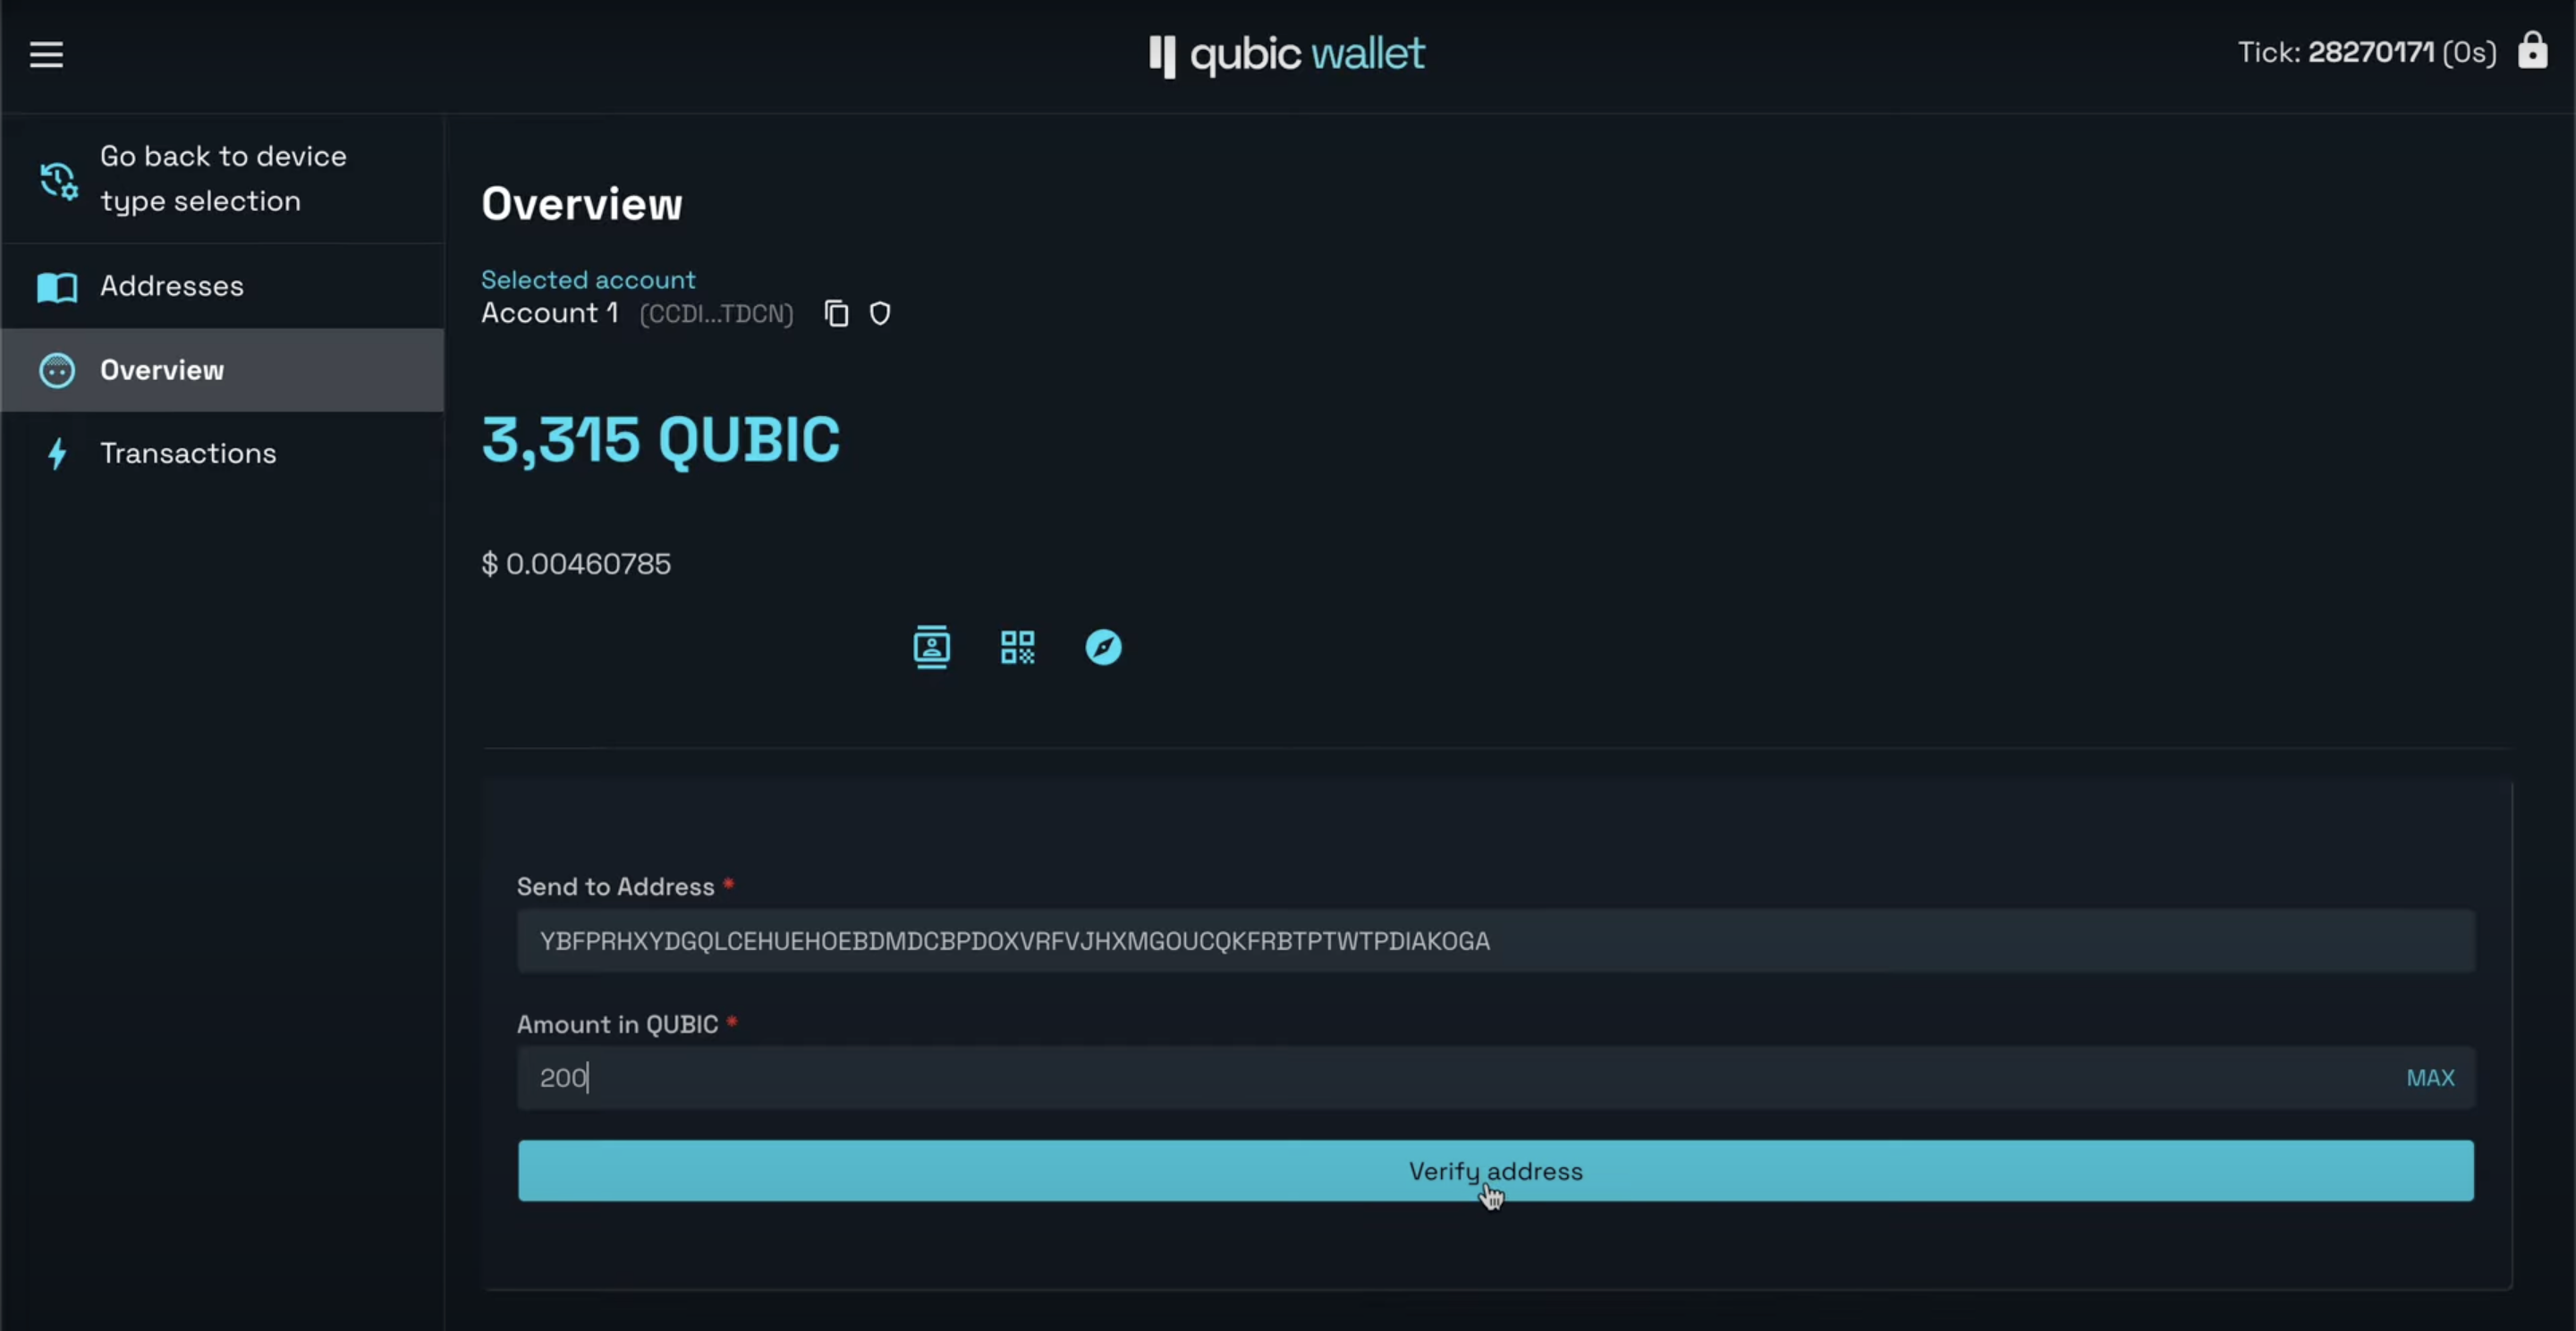 qubic wallet
Tick: 28270171 (0s)
Go back to device
type selection
Addresses
Overview
Transactions
Overview
Selected account
Account 1 (CCDI...TDCN)
3,315 QUBIC
$ 0.00460785
Send to Address *
YBFPRHXYDGQLCEHUEHOEBDMDCBPDOXVRFVJHXMGOUCQKFRBTPTWTPDIAKOGA
Amount in QUBIC *
200
MAX
Verify address